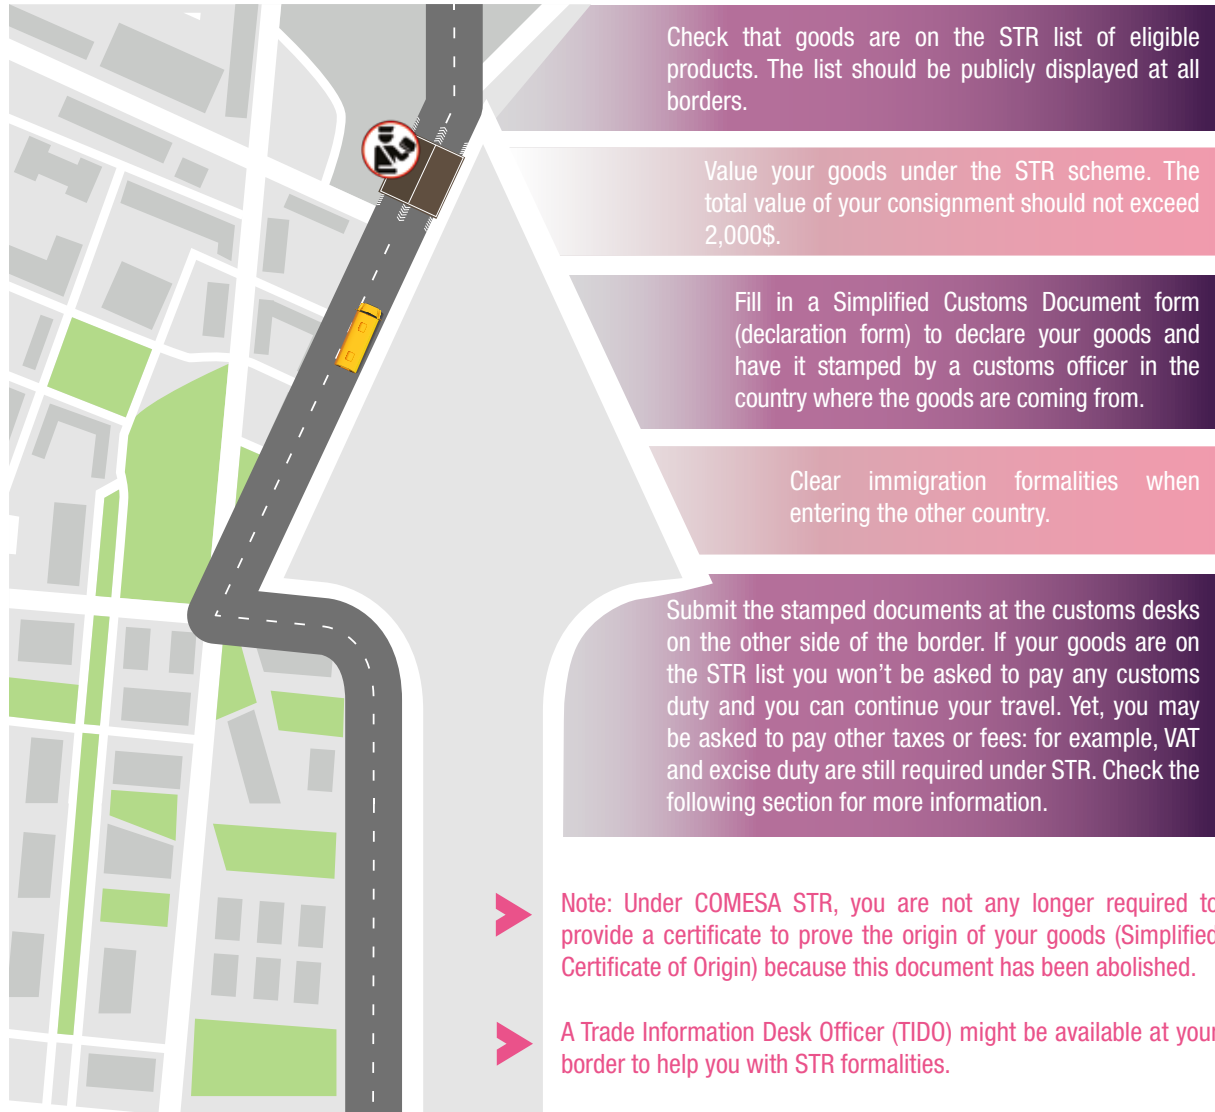 Check that goods are on the STR list of eligible
products. The list should be publicly displayed at all
borders.
Value your goods under the STR scheme. The
total value of your consignment should not exceed
2,000$.
Fill in a Simplified Customs Document form
(declaration form) to declare your goods and
have it stamped by a customs officer in the
country where the goods are coming from.
Clear immigration formalities when
entering the other country.
Submit the stamped documents at the customs desks
on the other side of the border. If your goods are on
the STR list you won't be asked to pay any customs
duty and you can continue your travel. Yet, you may
be asked to pay other taxes or fees: for example, VAT
and excise duty are still required under STR. Check the
following section for more information.
Note: Under COMESA STR, you are not any longer required to
provide a certificate to prove the origin of your goods (Simplified
Certificate of Origin) because this document has been abolished.
A Trade Information Desk Officer (TIDO) might be available at your
border to help you with STR formalities.